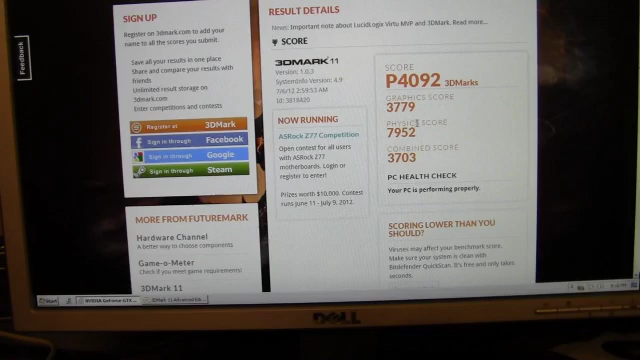 Feedback
SIGN UP
Register on 3dmark.com to add your
name to all the scores you submit.
Save all your results in one place
Share and compare your results with
friends
Unlimited result storage on
3dmark.com
Enter competitions and contests
Register at 3DMark
Sign in through Facebook
Sign in through Google
Sign in through Steam
MORE FROM FUTUREMARK
Hardware Channel
A better way to choose components
Game-o-Meter
Check if you meet game requirements!
3DMark 11
RESULT DETAILS
News: Important note about LucidLogix Virtu MVP and 3DMark. Read more...
SCORE
3DMARK 11
Version: 1.0.3
SystemInfo Version: 4.9
7/6/12 2:59:53 AM
Id: 3818420
NOW RUNNING
ASRock Z77 Competition
Open contest for all users
with ASRock Z77
motherboards. Login or
register to enter!
Prizes worth $10,000. Contest
runs June 11 - July 9, 2012.
SCORE
P4092 3DMarks
GRAPHICS SCORE
3779
PHYSICS SCORE
7952
COMBINED SCORE
3703
PC HEALTH CHECK
Your PC is performing properly.
SCORING LOWER THAN YOU
SHOULD?
Viruses may affect your benchmark score.
Make sure your system is clean with
Bitdefender QuickScan. It's free and only takes
seconds.
Start
NVIDIA GeForce GTX ...
DELL